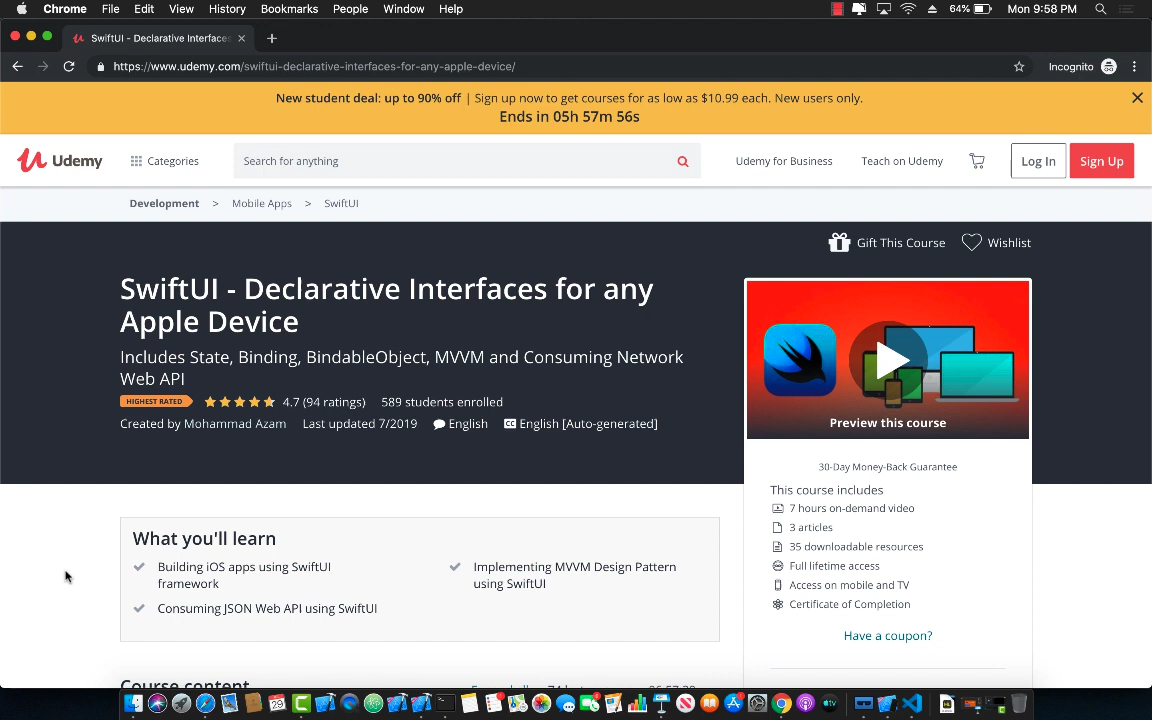 Chrome File Edit View History Bookmarks People Window Help 64% Mon 9:58 PM
SwiftUI - Declarative Interfaces
https://www.udemy.com/swiftui-declarative-interfaces-for-any-apple-device/ Incognito
New student deal: up to 90% off | Sign up now to get courses for as low as $10.99 each. New users only.
Ends in 05h 57m 56s
Udemy Categories Search for anything Udemy for Business Teach on Udemy Log In Sign Up
Development > Mobile Apps > SwiftUI
Gift This Course Wishlist
SwiftUI - Declarative Interfaces for any
Apple Device
Includes State, Binding, BindableObject, MVVM and Consuming Network
Web API
HIGHEST RATED 4.7 (94 ratings) 589 students enrolled
Created by Mohammad Azam Last updated 7/2019 English CC English [Auto-generated]
Preview this course
30-Day Money-Back Guarantee
This course includes
7 hours on-demand video
3 articles
35 downloadable resources
Full lifetime access
Access on mobile and TV
Certificate of Completion
Have a coupon?
What you'll learn
Building iOS apps using SwiftUI
framework
Consuming JSON Web API using SwiftUI
Implementing MVVM Design Pattern
using SwiftUI
Course content